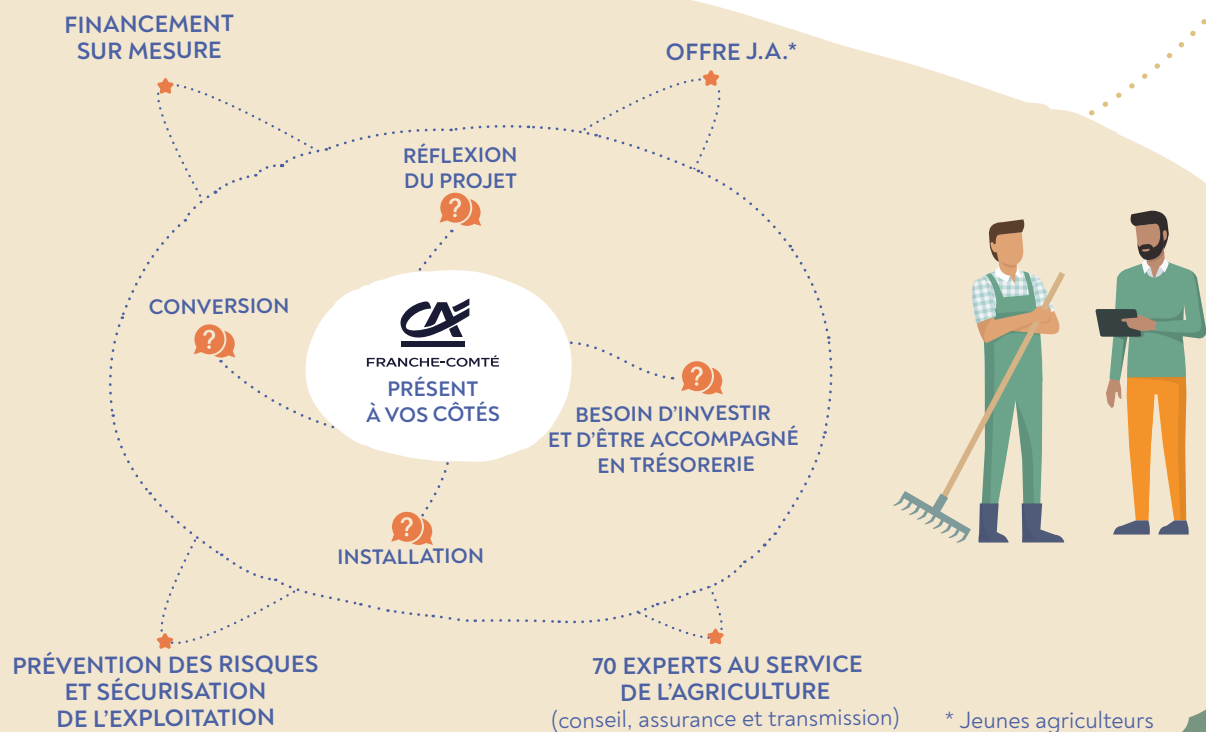 FINANCEMENT
SUR MESURE
OFFRE J.A.*
RÉFLEXION
DU PROJET
?
CONVERSION
?
CA
FRANCHE-COMTÉ
PRÉSENT
À VOS CÔTÉS
?
BESOIN D'INVESTIR
ET D'ÊTRE ACCOMPAGNÉ
EN TRÉSORERIE
?
INSTALLATION
PRÉVENTION DES RISQUES
ET SÉCURISATION
DE L'EXPLOITATION
70 EXPERTS AU SERVICE
DE L'AGRICULTURE
(conseil, assurance et transmission)
* Jeunes agriculteurs